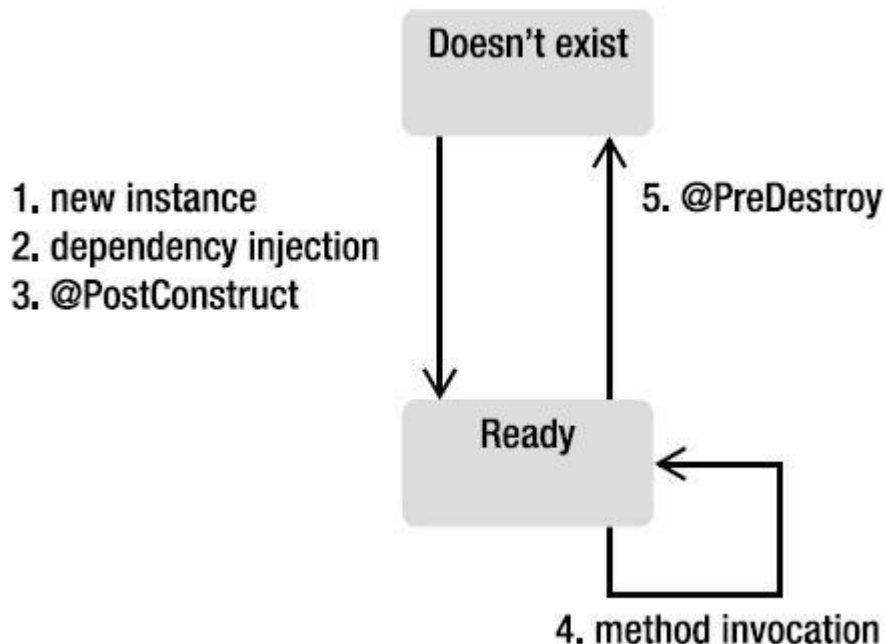 Doesn't exist
1. new instance
2. dependency injection
3. @PostConstruct
5. @PreDestroy
Ready
4. method invocation